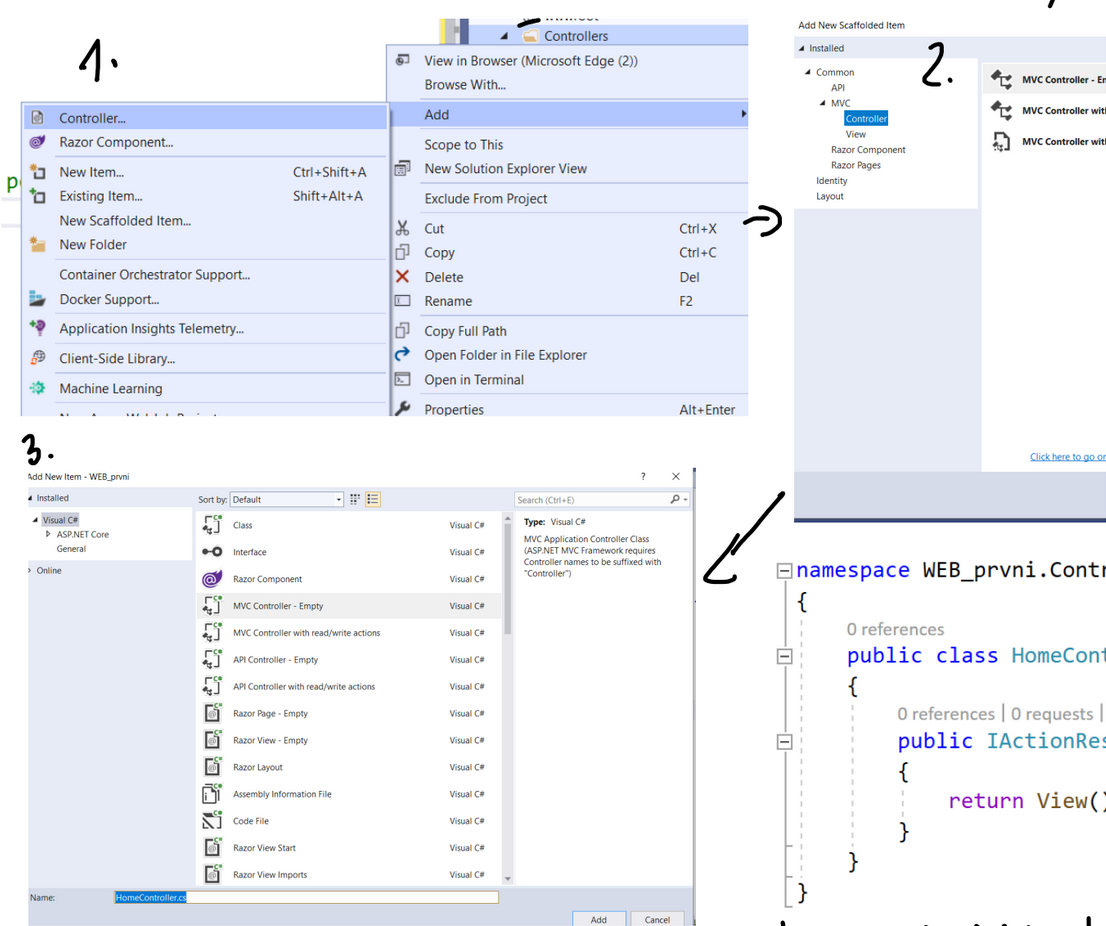 1.
Controllers
View in Browser (Microsoft Edge (2))
Browse With...
Add
Scope to This
New Solution Explorer View
Exclude From Project
Cut Ctrl+X
Copy Ctrl+C
Delete Del
Rename F2
Copy Full Path
Open Folder in File Explorer
Open in Terminal
Properties Alt+Enter
Controller...
Razor Component...
New Item... Ctrl+Shift+A
Existing Item... Shift+Alt+A
New Scaffolded Item...
New Folder
Container Orchestrator Support...
Docker Support...
Application Insights Telemetry...
Client-Side Library...
Machine Learning
2.
Add New Scaffolded Item
Installed
Common
API
MVC
Controller
View
Razor Component
Razor Pages
Identity
Layout
MVC Controller - Em
MVC Controller with
MVC Controller with
Click here to go on
3.
Add New Item - WEB_prvni ?
Installed
Visual C#
ASP.NET Core
General
Online
Sort by: Default
Search (Ctrl+E)
Class Visual C#
Interface Visual C#
Razor Component Visual C#
MVC Controller - Empty Visual C#
MVC Controller with read/write actions Visual C#
API Controller - Empty Visual C#
API Controller with read/write actions Visual C#
Razor Page - Empty Visual C#
Razor View - Empty Visual C#
Razor Layout Visual C#
Assembly Information File Visual C#
Code File Visual C#
Razor View Start Visual C#
Razor View Imports Visual C#
Type: Visual C#
MVC Application Controller Class
(ASP.NET MVC Framework requires
Controller names to be suffixed with
"Controller")
Name: HomeController.cs
Add Cancel
namespace WEB_prvni.Contr
{
0 references
public class HomeCont
{
0 references | 0 requests |
public IActionRes
{
return View()
}
}
}